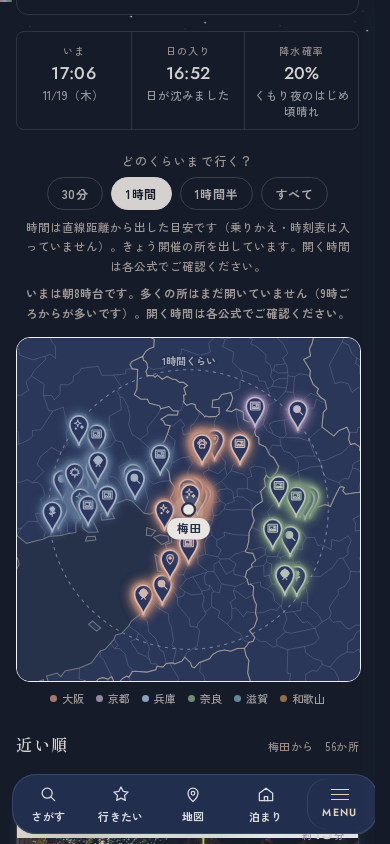 いま
17:06
11/19（木）
日の入り
16:52
日が沈みました
降水確率
20%
くもり夜のはじめ
頃晴れ
どのくらいまで行く？
30分
1時間
1時間半
すべて
時間は直線距離から出した目安です（乗りかえ・時刻表は入
っていません）。きょう開催の所を出しています。開く時間
は各公式でご確認ください。
いまは朝8時台です。多くの所はまだ開いていません（9時ご
ろからが多いです）。開く時間は各公式でご確認ください。
1時間くらい
梅田
大阪
京都
兵庫
奈良
滋賀
和歌山
近い順
梅田から 56か所
さがす
行きたい
地図
泊まり
MENU